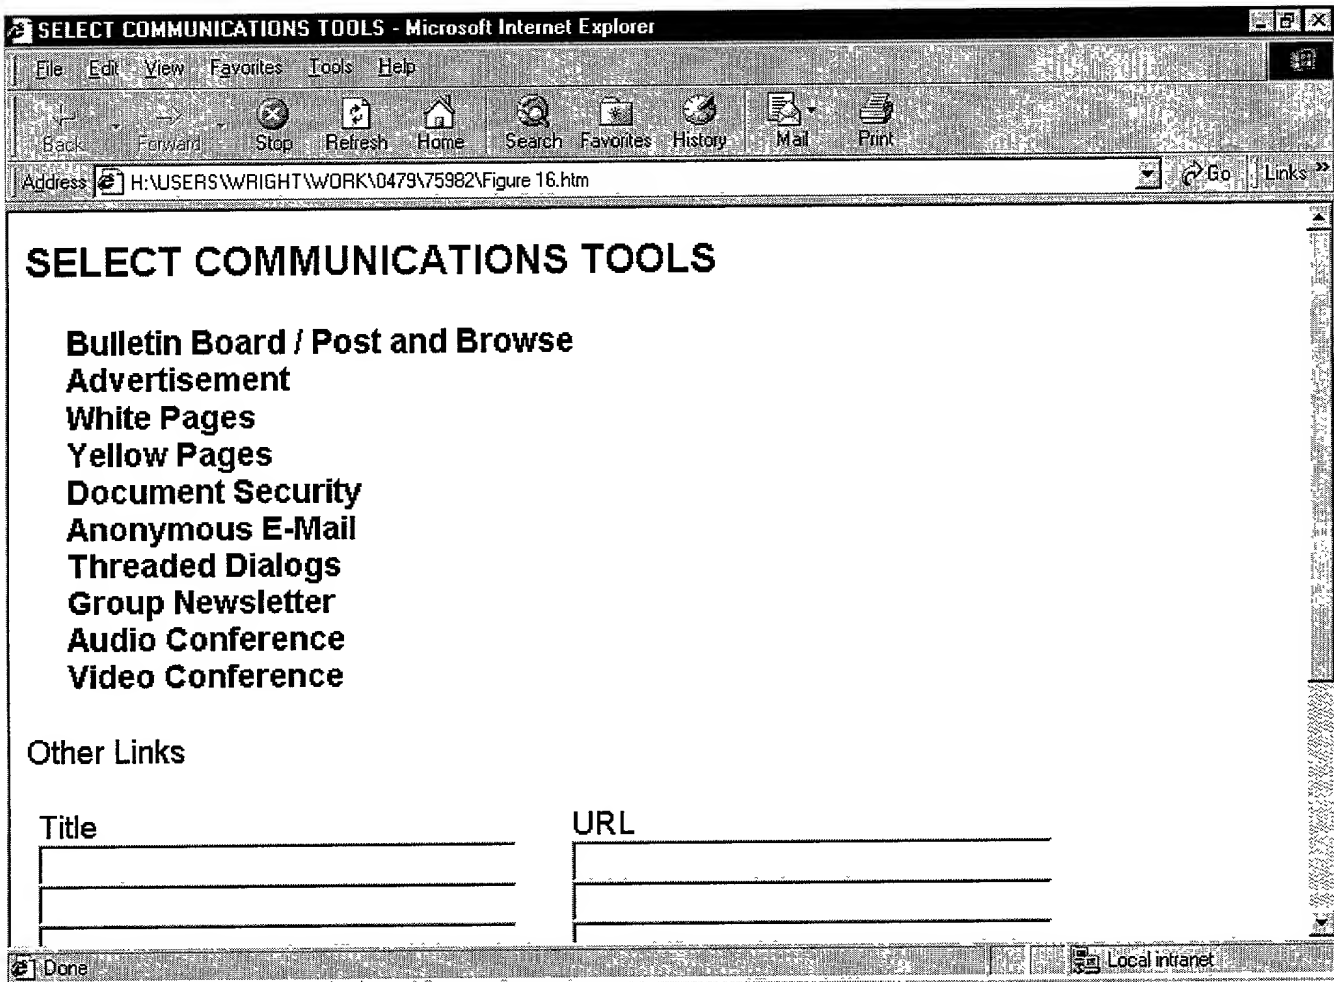 SELECT COMMUNICATIONS TOOLS - Microsoft Internet Explorer
File Edit View Favorites Tools Help
Back Forward Stop Refresh Home Search Favorites History Mail Print
Address H:\USERS\WRIGHT\WORK\0479\75982\Figure 16.htm Go Links »
SELECT COMMUNICATIONS TOOLS
Bulletin Board / Post and Browse
Advertisement
White Pages
Yellow Pages
Document Security
Anonymous E-Mail
Threaded Dialogs
Group Newsletter
Audio Conference
Video Conference
Other Links
Title URL
Done Local intranet